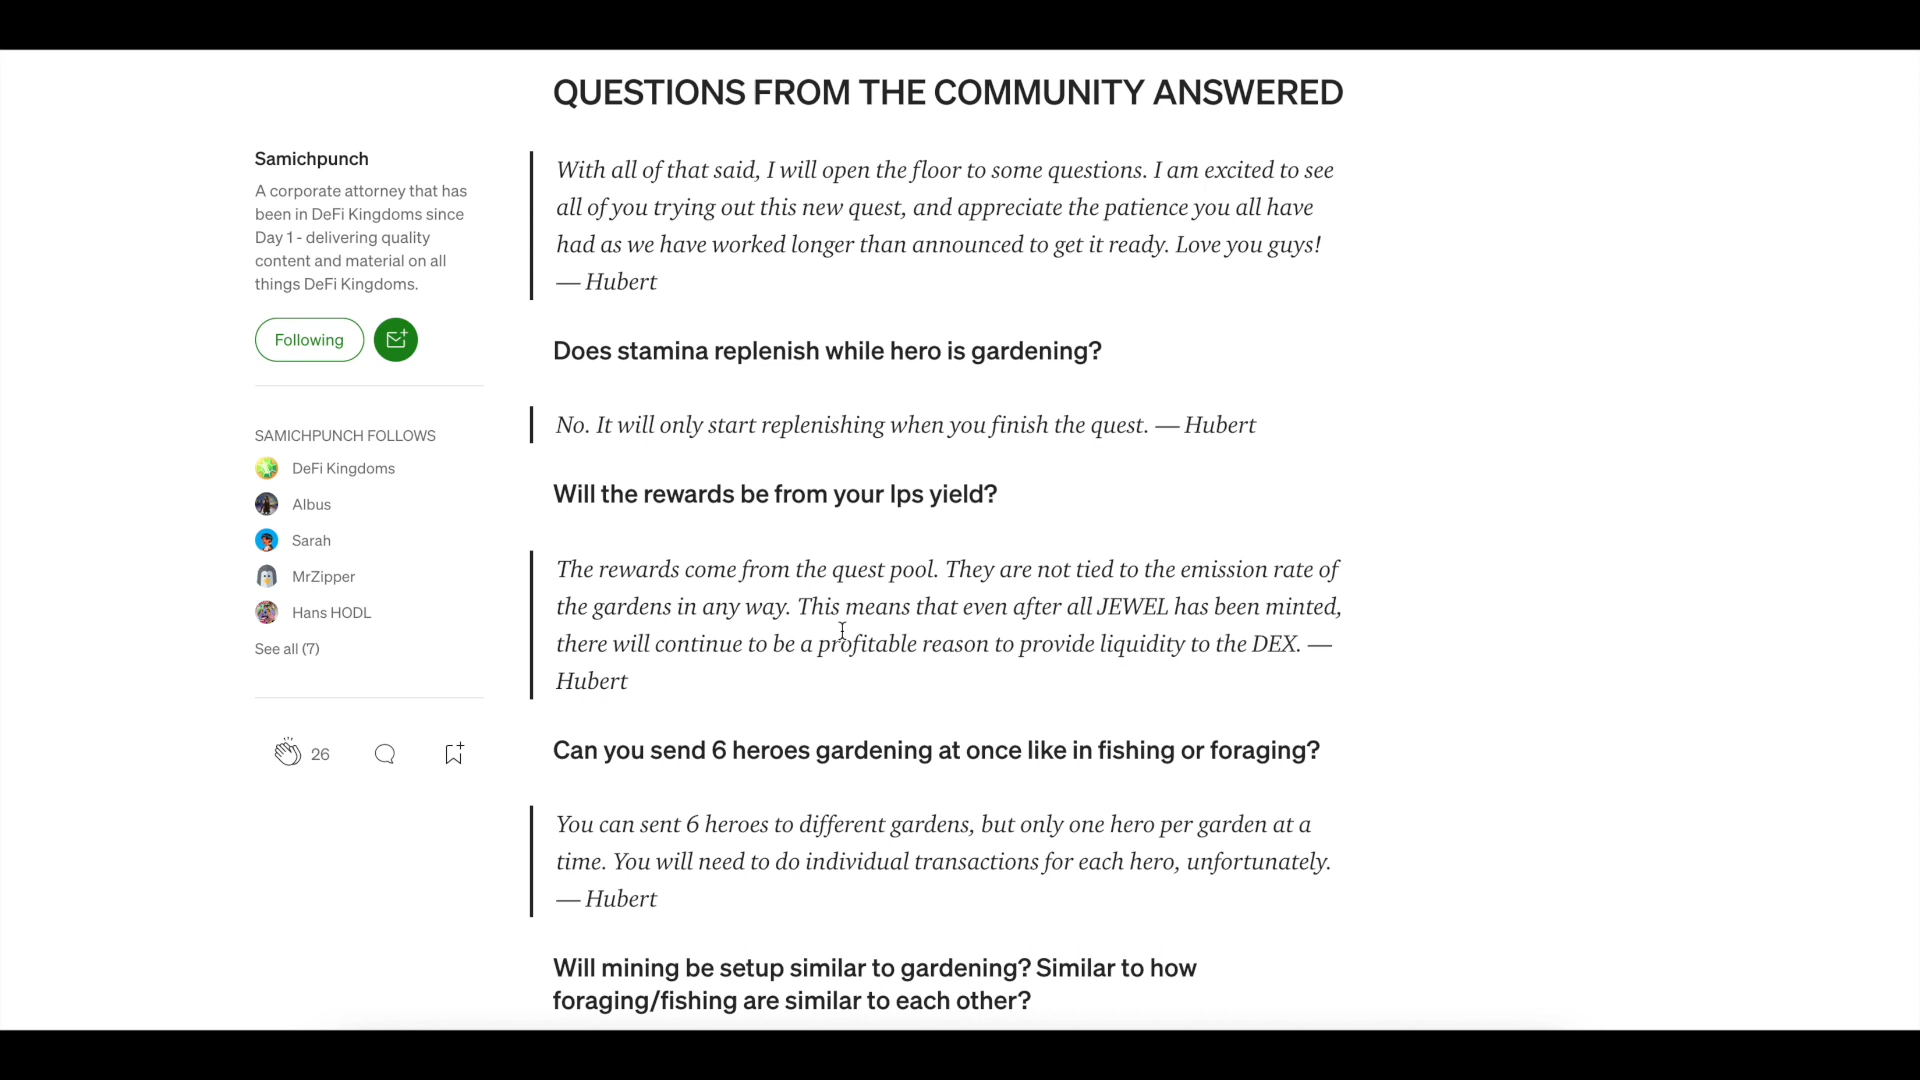 QUESTIONS FROM THE COMMUNITY ANSWERED
Samichpunch
A corporate attorney that has
been in DeFi Kingdoms since
Day 1 - delivering quality
content and material on all
things DeFi Kingdoms.
Following
SAMICHPUNCH FOLLOWS
DeFi Kingdoms
Albus
Sarah
MrZipper
Hans HODL
See all (7)
26
With all of that said, I will open the floor to some questions. I am excited to see
all of you trying out this new quest, and appreciate the patience you all have
had as we have worked longer than announced to get it ready. Love you guys!
— Hubert
Does stamina replenish while hero is gardening?
No. It will only start replenishing when you finish the quest. — Hubert
Will the rewards be from your lps yield?
The rewards come from the quest pool. They are not tied to the emission rate of
the gardens in any way. This means that even after all JEWEL has been minted,
there will continue to be a profitable reason to provide liquidity to the DEX. —
Hubert
Can you send 6 heroes gardening at once like in fishing or foraging?
You can sent 6 heroes to different gardens, but only one hero per garden at a
time. You will need to do individual transactions for each hero, unfortunately.
— Hubert
Will mining be setup similar to gardening? Similar to how
foraging/fishing are similar to each other?